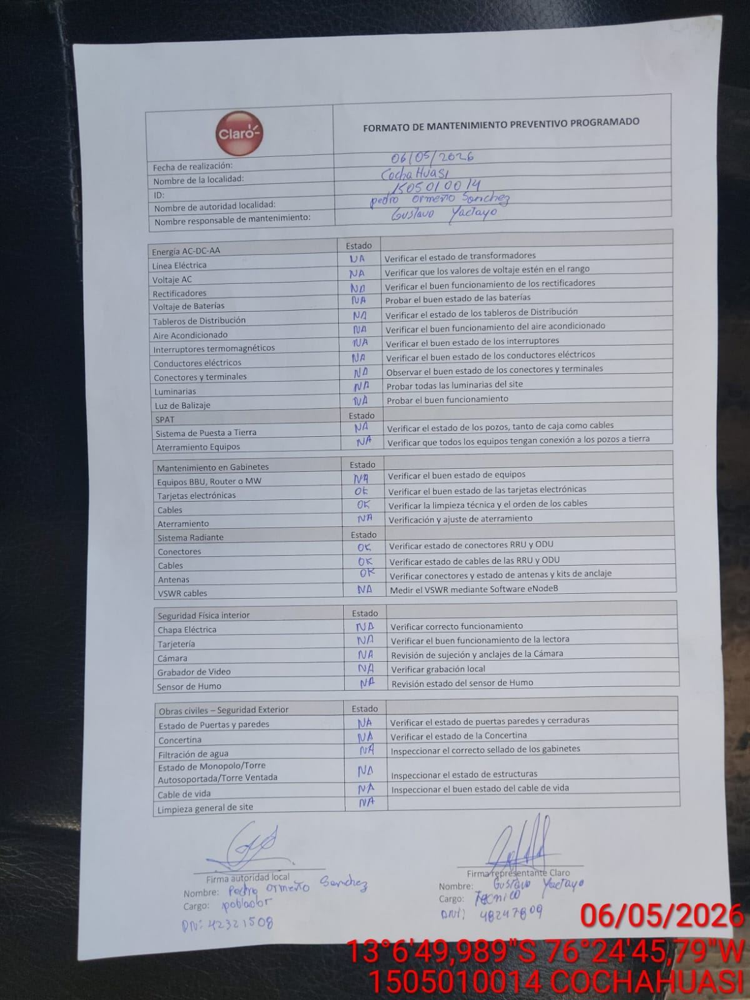 Claro-
FORMATO DE MANTENIMIENTO PREVENTIVO PROGRAMADO
Fecha de realización: 06/05/2026
Nombre de la localidad: CochaHuasi
ID: 1505010014
Nombre de autoridad localidad: pedro ormeño Sanchez
Nombre responsable de mantenimiento: Gustavo Yactayo
Energía AC-DC-AA Estado
Línea Eléctrica NA Verificar el estado de transformadores
Voltaje AC NA Verificar que los valores de voltaje estén en el rango
Rectificadores NA Verificar el buen funcionamiento de los rectificadores
Voltaje de Baterías NA Probar el buen estado de las baterías
Tableros de Distribución NA Verificar el estado de los tableros de Distribución
Aire Acondicionado NA Verificar el buen funcionamiento del aire acondicionado
Interruptores termomagnéticos NA Verificar el buen estado de los interruptores
Conductores eléctricos NA Verificar el buen estado de los conductores eléctricos
Conectores y terminales NA Observar el buen estado de los conectores y terminales
Luminarias NA Probar todas las luminarias del site
Luz de Balizaje NA Probar el buen funcionamiento
SPAT Estado
Sistema de Puesta a Tierra NA Verificar el estado de los pozos, tanto de caja como cables
Aterramiento Equipos NA Verificar que todos los equipos tengan conexión a los pozos a tierra
Mantenimiento en Gabinetes Estado
Equipos BBU, Router o MW NA Verificar el buen estado de equipos
Tarjetas electrónicas OK Verificar el buen estado de las tarjetas electrónicas
Cables OK Verificar la limpieza técnica y el orden de los cables
Aterramiento NA Verificación y ajuste de aterramiento
Sistema Radiante Estado
Conectores OK Verificar estado de conectores RRU y ODU
Cables OK Verificar estado de cables de las RRU y ODU
Antenas OK Verificar conectores y estado de antenas y kits de anclaje
VSWR cables NA Medir el VSWR mediante Software eNodeB
Seguridad Física interior Estado
Chapa Eléctrica NA Verificar correcto funcionamiento
Tarjetería NA Verificar el buen funcionamiento de la lectora
Cámara NA Revisión de sujeción y anclajes de la Cámara
Grabador de Video NA Verificar grabación local
Sensor de Humo NA Revisión estado del sensor de Humo
Obras civiles – Seguridad Exterior Estado
Estado de Puertas y paredes NA Verificar el estado de puertas paredes y cerraduras
Concertina NA Verificar el estado de la Concertina
Filtración de agua NA Inspeccionar el correcto sellado de los gabinetes
Estado de Monopolo/Torre
Autosoportada/Torre Ventada NA Inspeccionar el estado de estructuras
Cable de vida NA Inspeccionar el buen estado del cable de vida
Limpieza general de site NA
Firma autoridad local
Nombre: Pedro ormeño Sanchez
Cargo: poblador
DNi: 42321508
Firma representante Claro
Nombre: Gustavo Yactayo
Cargo: Tecnico
DNI: 48247809
06/05/2026
13°6'49,989"S 76°24'45,79"W
1505010014 COCHAHUASI